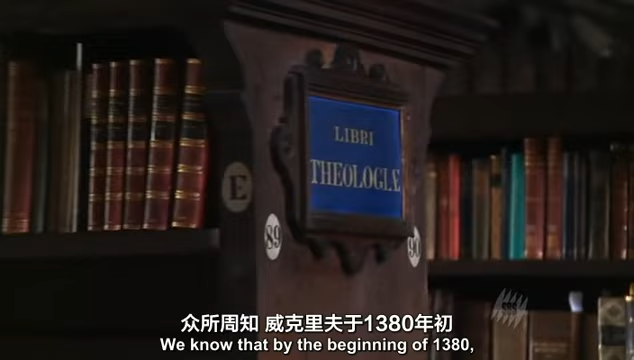 LIBRI
THEOLOGIÆ
E
89
90
SBS
众所周知 威克里夫于1380年初
We know that by the beginning of 1380,